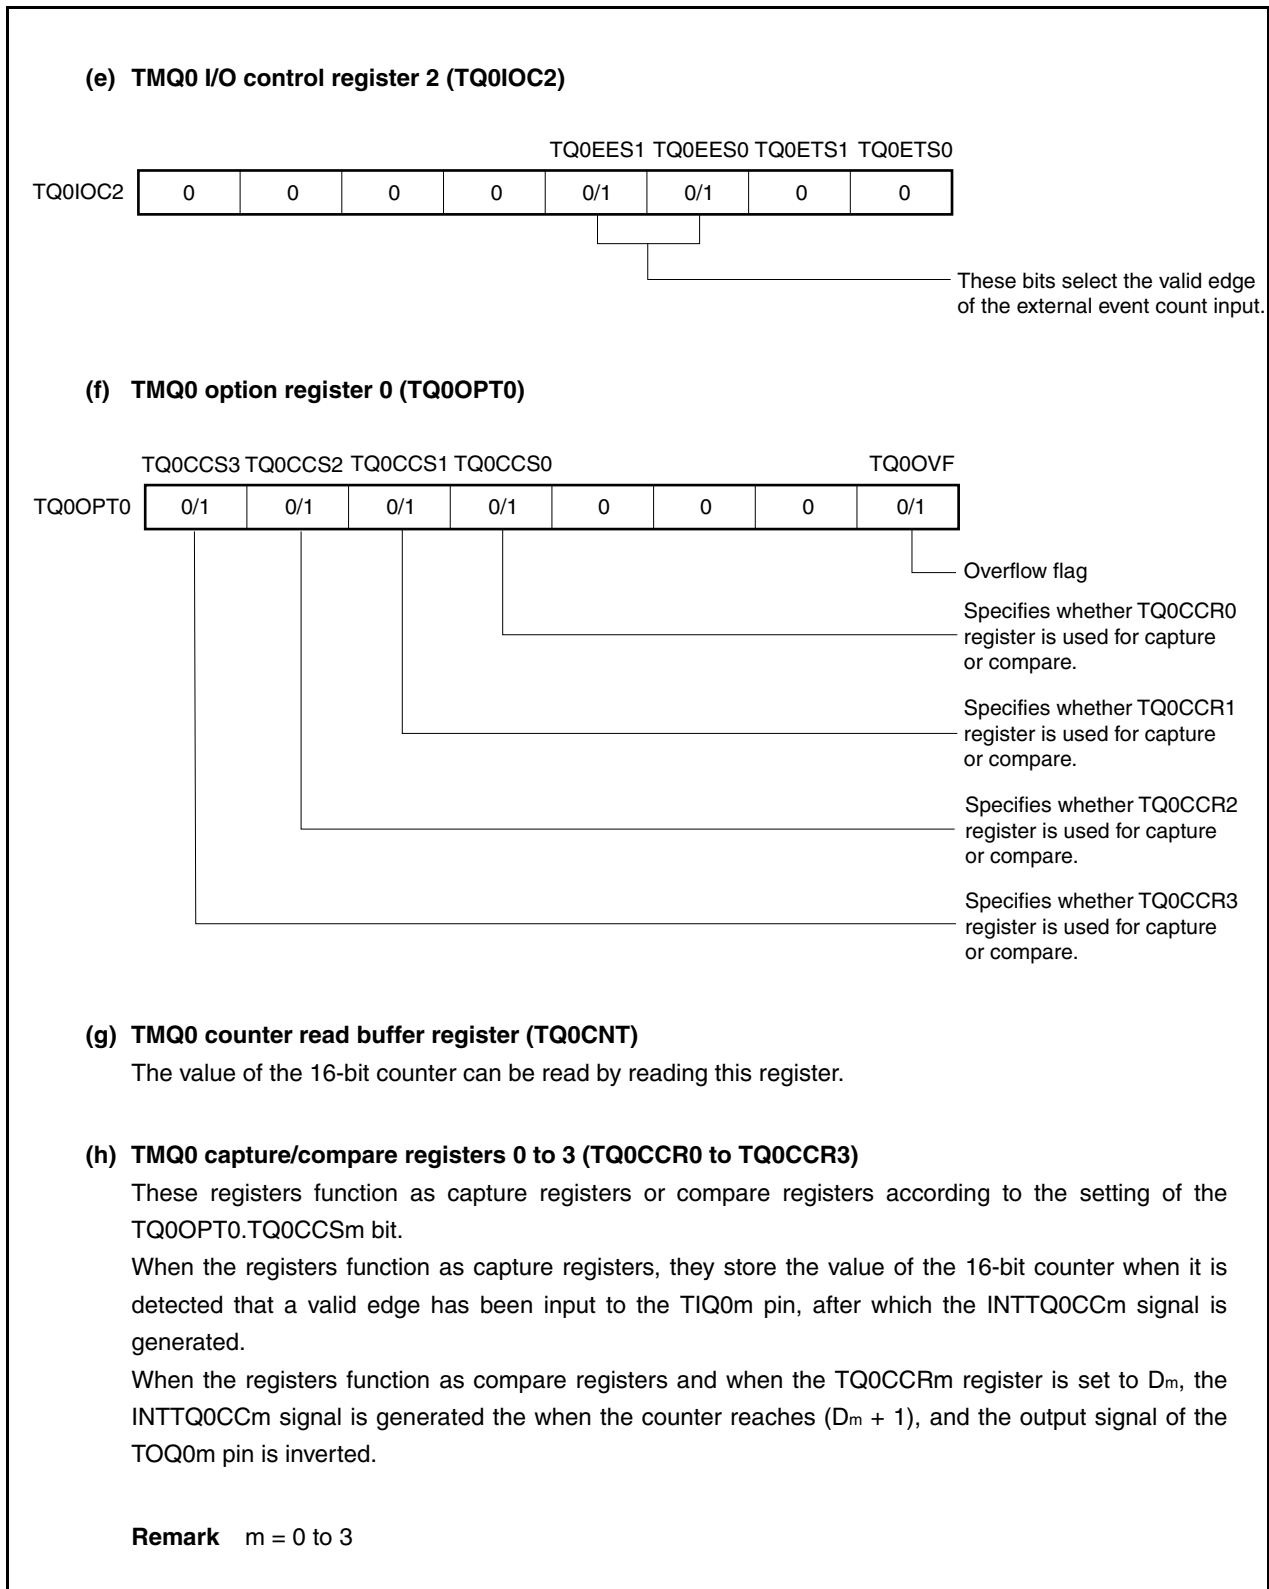 (e) TMQ0 I/O control register 2 (TQ0IOC2)
TQ0EES1 TQ0EES0 TQ0ETS1 TQ0ETS0
TQ0IOC2 0 0 0 0 0/1 0/1 0 0
These bits select the valid edge
of the external event count input.
(f) TMQ0 option register 0 (TQ0OPT0)
TQ0CCS3 TQ0CCS2 TQ0CCS1 TQ0CCS0 TQ0OVF
TQ0OPT0 0/1 0/1 0/1 0/1 0 0 0 0/1
Overflow flag
Specifies whether TQ0CCR0
register is used for capture
or compare.
Specifies whether TQ0CCR1
register is used for capture
or compare.
Specifies whether TQ0CCR2
register is used for capture
or compare.
Specifies whether TQ0CCR3
register is used for capture
or compare.
(g) TMQ0 counter read buffer register (TQ0CNT)
The value of the 16-bit counter can be read by reading this register.
(h) TMQ0 capture/compare registers 0 to 3 (TQ0CCR0 to TQ0CCR3)
These registers function as capture registers or compare registers according to the setting of the
TQ0OPT0.TQ0CCSm bit.
When the registers function as capture registers, they store the value of the 16-bit counter when it is
detected that a valid edge has been input to the TIQ0m pin, after which the INTTQ0CCm signal is
generated.
When the registers function as compare registers and when the TQ0CCRm register is set to Dm, the
INTTQ0CCm signal is generated the when the counter reaches (Dm + 1), and the output signal of the
TOQ0m pin is inverted.
Remark m = 0 to 3